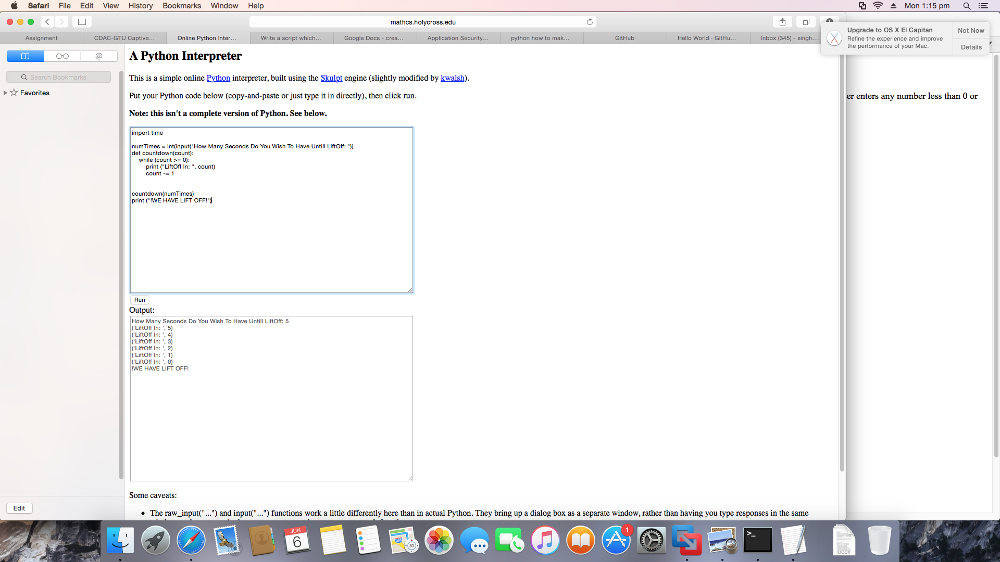 Safari File Edit View History Bookmarks Window Help Mon 1:15 pm
mathcs.holycross.edu
Assignment CDAC-GTU Captive... Online Python Inter... Write a script which... Google Docs - crea... Application Security... python how to mak... GitHub Hello World · GitHu... Inbox (345) - singh....
Upgrade to OS X El Capitan
Refine the experience and improve
the performance of your Mac.
Not Now
Details
Search Bookmarks
Favorites
Edit
A Python Interpreter
This is a simple online Python interpreter, built using the Skulpt engine (slightly modified by kwalsh).
Put your Python code below (copy-and-paste or just type it in directly), then click run.
Note: this isn't a complete version of Python. See below.
import time
numTimes = int(input("How Many Seconds Do You Wish To Have Untill LiftOff: "))
def countdown(count):
while (count >= 0):
print ("LiftOff In: ", count)
count -= 1
countdown(numTimes)
print ("!WE HAVE LIFT OFF!")
Run
Output:
How Many Seconds Do You Wish To Have Untill LiftOff: 5
('LiftOff In: ', 5)
('LiftOff In: ', 4)
('LiftOff In: ', 3)
('LiftOff In: ', 2)
('LiftOff In: ', 1)
('LiftOff In: ', 0)
!WE HAVE LIFT OFF!
Some caveats:
• The raw_input("...") and input("...") functions work a little differently here than in actual Python. They bring up a dialog box as a separate window, rather than having you type responses in the same
er enters any number less than 0 or
JUN
6
280
3D
1
>_
DOCX